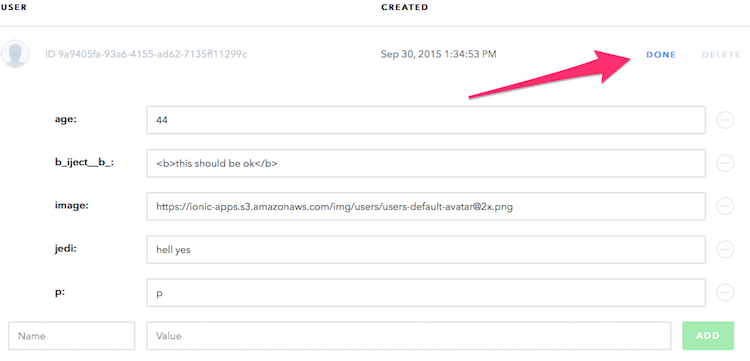 USER CREATED
ID 9a9405fa-93a6-4155-ad62-7135ff11299c Sep 30, 2015 1:34:53 PM DONE DELETE
age: 44
b_iject__b_: <b>this should be ok</b>
image: https://ionic-apps.s3.amazonaws.com/img/users/users-default-avatar@2x.png
jedi: hell yes
p: p
Name Value ADD